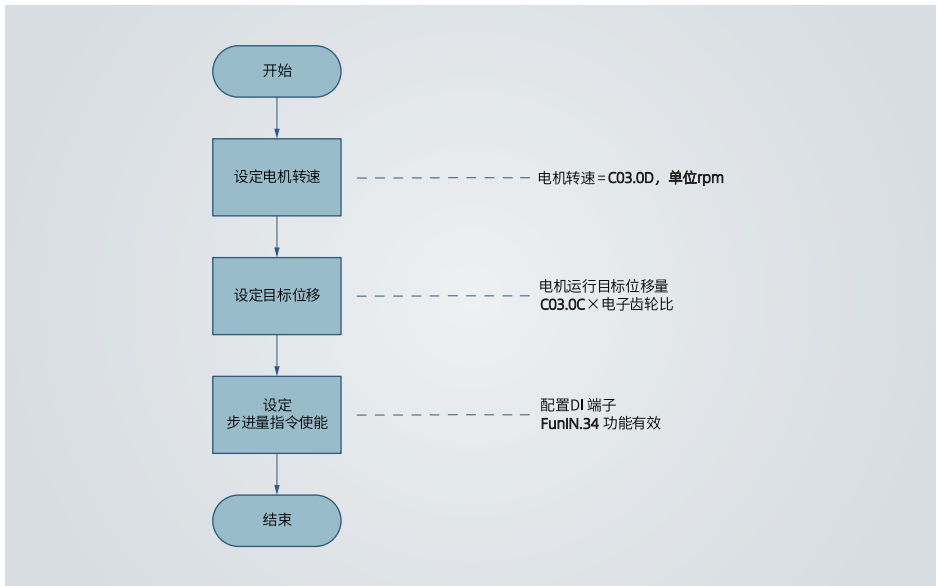 开始
设定电机转速
电机转速=C03.0D，单位rpm
设定目标位移
电机运行目标位移量
C03.0C×电子齿轮比
设定
步进量指令使能
配置DI 端子
FunIN.34 功能有效
结束